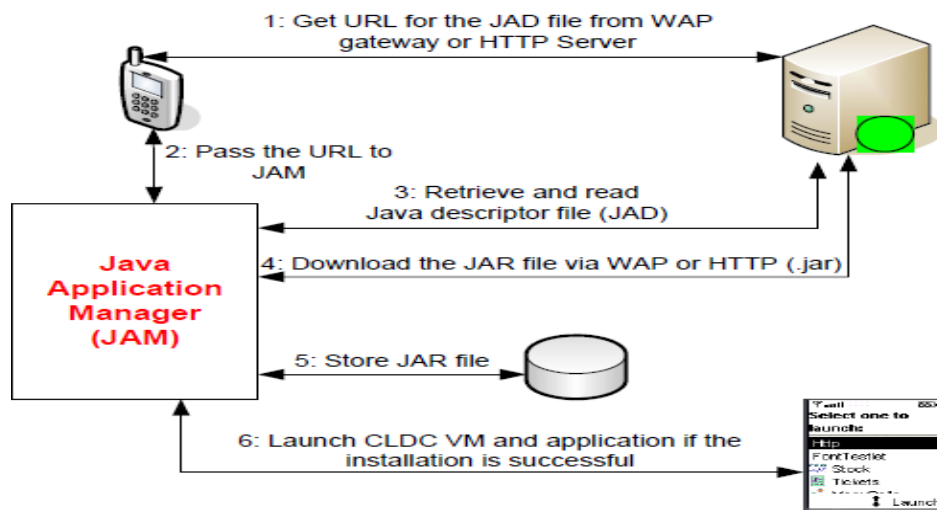 1: Get URL for the JAD file from WAP
gateway or HTTP Server
2: Pass the URL to
JAM
3: Retrieve and read
Java descriptor file (JAD)
Java
Application
Manager
(JAM)
4: Download the JAR file via WAP or HTTP (.jar)
5: Store JAR file
6: Launch CLDC VM and application if the
installation is successful
Select one to
launch:
Http
FontTestlet
Stock
Tickets
Launch